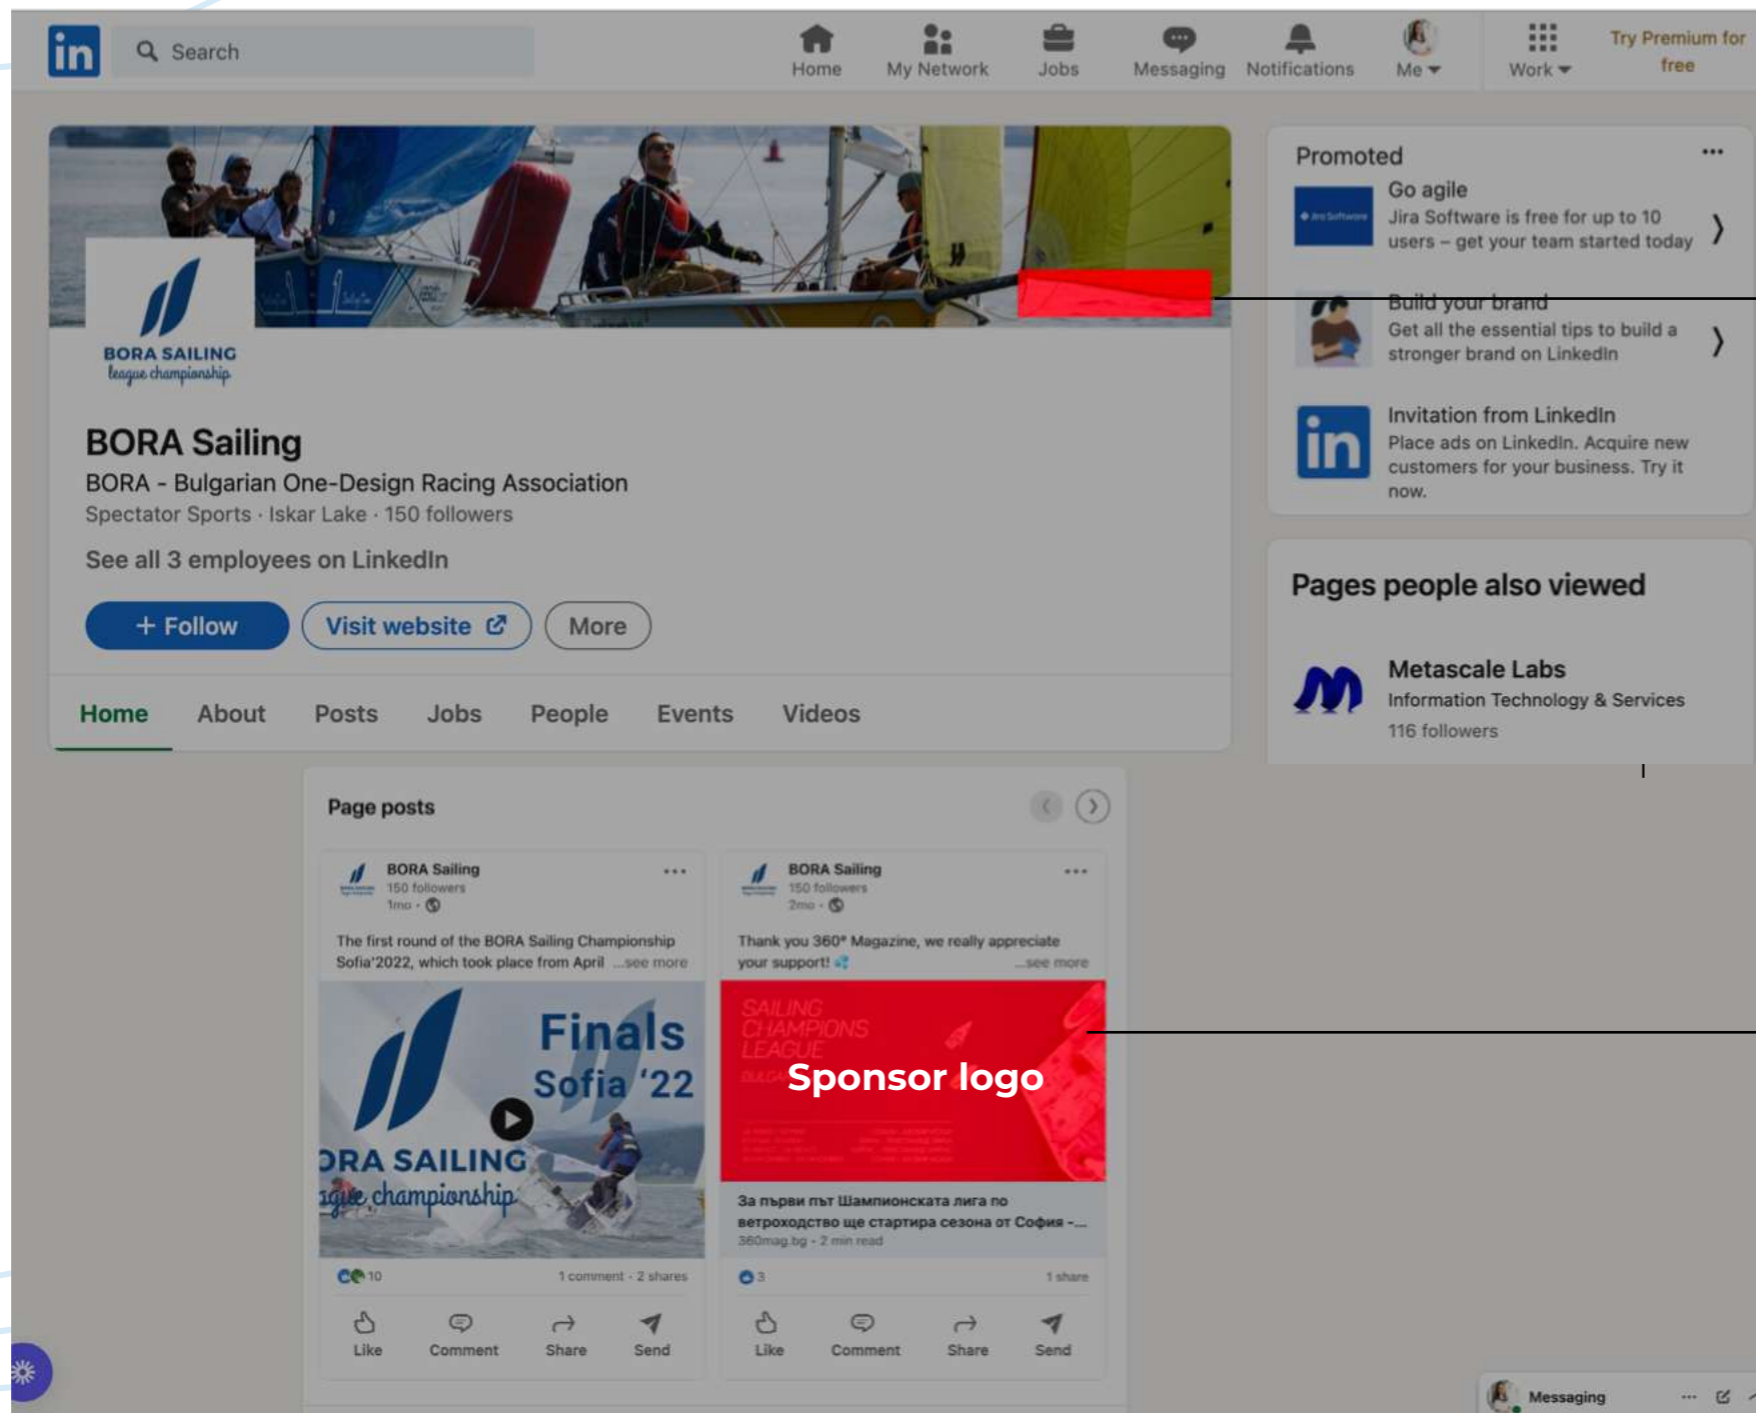 in Search
Home My Network Jobs Messaging Notifications Me Work Try Premium for free
BORA SAILING
league championship
BORA Sailing
BORA - Bulgarian One-Design Racing Association
Spectator Sports · Iskar Lake · 150 followers
See all 3 employees on LinkedIn
+ Follow Visit website More
Home About Posts Jobs People Events Videos
Promoted
Jira Software
Go agile
Jira Software is free for up to 10
users – get your team started today
Build your brand
Get all the essential tips to build a
stronger brand on LinkedIn
in
Invitation from LinkedIn
Place ads on LinkedIn. Acquire new
customers for your business. Try it
now.
Pages people also viewed
Metascale Labs
Information Technology & Services
116 followers
Page posts
BORA Sailing
150 followers
1mo
The first round of the BORA Sailing Championship
Sofia'2022, which took place from April ...see more
Finals
Sofia '22
ORA SAILING
ague championship
10 1 comment · 2 shares
Like Comment Share Send
BORA Sailing
150 followers
2mo
Thank you 360° Magazine, we really appreciate
your support! 💦 ...see more
SAILING
CHAMPIONS
LEAGUE
Sponsor logo
За първи път Шампионската лига по
ветроходство ще стартира сезона от София -...
360mag.bg • 2 min read
3 1 share
Like Comment Share Send
Messaging